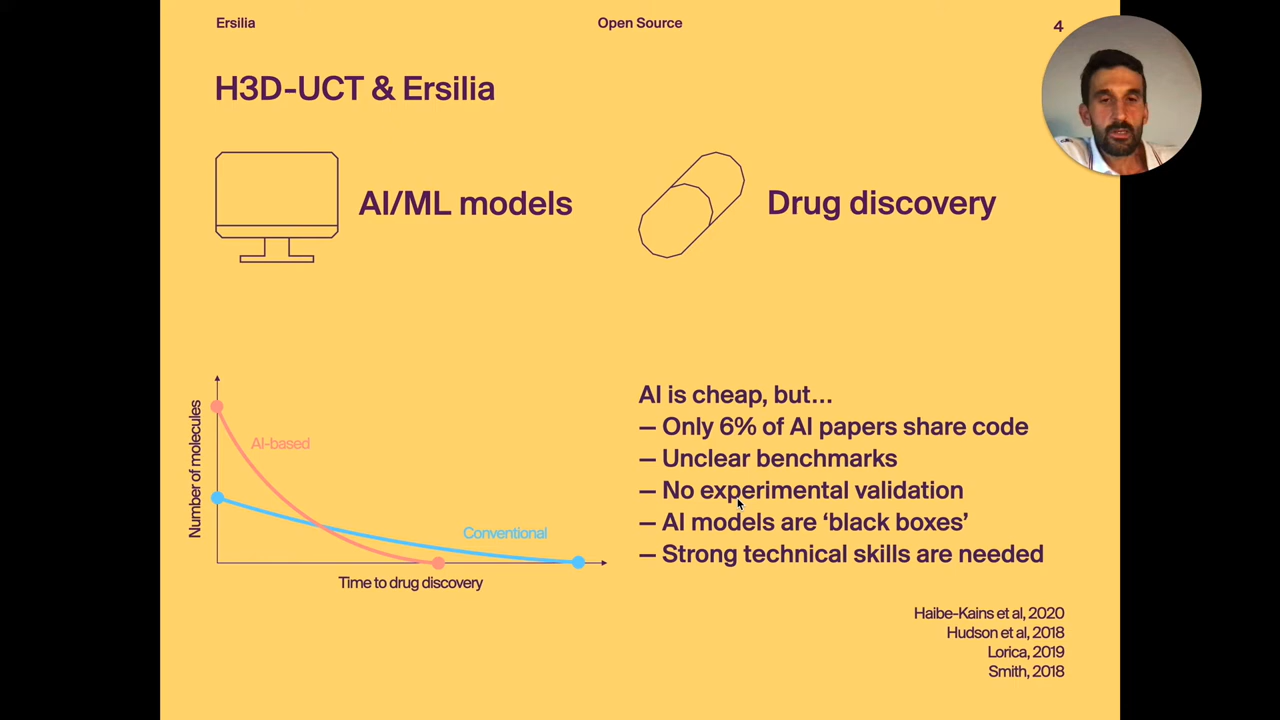 Ersilia
Open Source
4
H3D-UCT & Ersilia
AI/ML models
Drug discovery
Number of molecules
AI-based
Conventional
Time to drug discovery
AI is cheap, but...
– Only 6% of AI papers share code
– Unclear benchmarks
– No experimental validation
– AI models are ‘black boxes’
– Strong technical skills are needed
Haibe-Kains et al, 2020
Hudson et al, 2018
Lorica, 2019
Smith, 2018